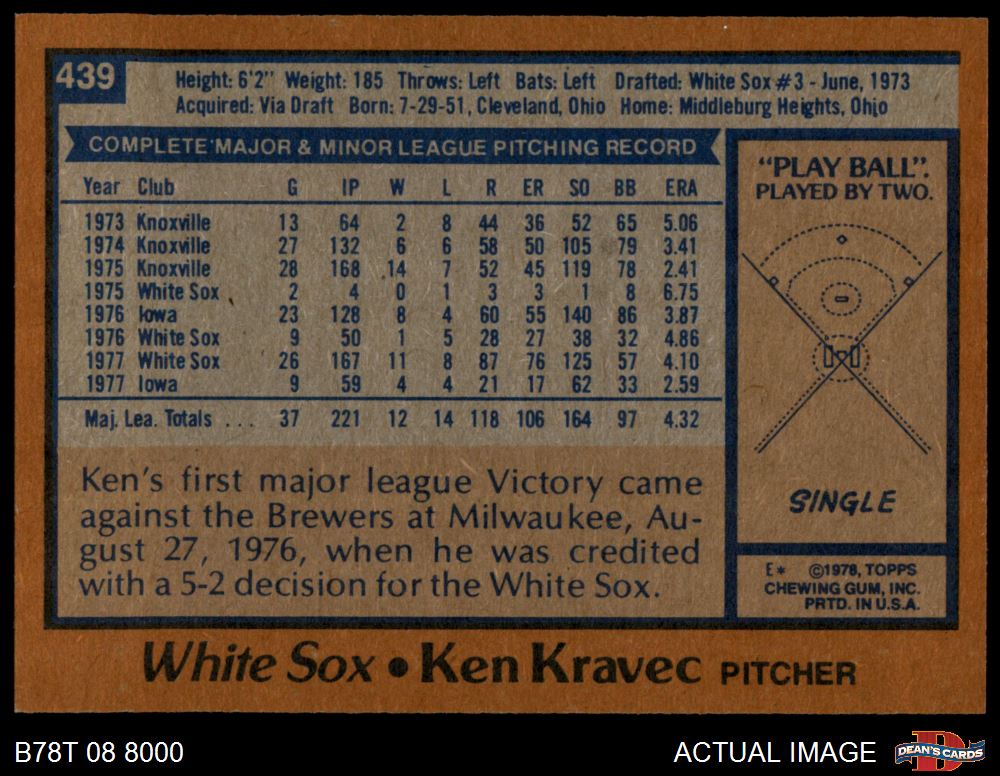 439
Height: 6'2" Weight: 185 Throws: Left Bats: Left Drafted: White Sox #3 - June, 1973
Acquired: Via Draft Born: 7-29-51, Cleveland, Ohio Home: Middleburg Heights, Ohio
COMPLETE MAJOR & MINOR LEAGUE PITCHING RECORD
Year Club G IP W L R ER SO BB ERA
1973 Knoxville 13 64 2 8 44 36 52 65 5.06
1974 Knoxville 27 132 6 6 58 50 105 79 3.41
1975 Knoxville 28 168 14 7 52 45 119 78 2.41
1975 White Sox 2 4 0 1 3 3 1 8 6.75
1976 Iowa 23 128 8 4 60 55 140 86 3.87
1976 White Sox 9 50 1 5 28 27 38 32 4.86
1977 White Sox 26 167 11 8 87 76 125 57 4.10
1977 Iowa 9 59 4 4 21 17 62 33 2.59
Maj. Lea. Totals . . . 37 221 12 14 118 106 164 97 4.32
Ken's first major league Victory came
against the Brewers at Milwaukee, Au-
gust 27, 1976, when he was credited
with a 5-2 decision for the White Sox.
"PLAY BALL".
PLAYED BY TWO.
SINGLE
E* ©1978, TOPPS
CHEWING GUM, INC.
PRTD. IN U.S.A.
White Sox • Ken Kravec PITCHER
B78T 08 8000
ACTUAL IMAGE
DEAN'S CARDS